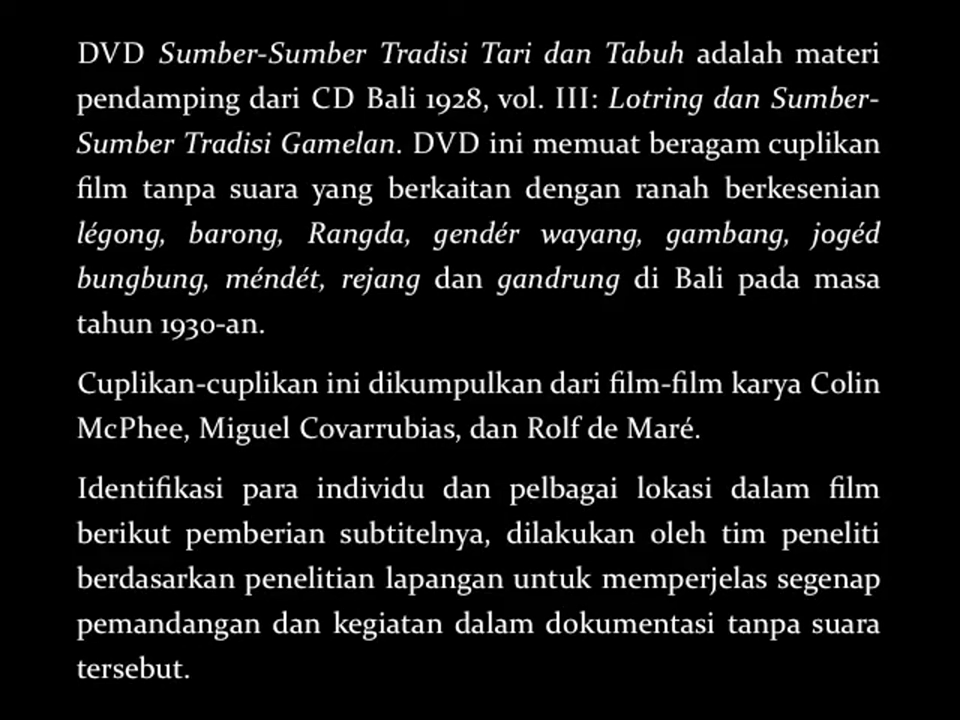 DVD Sumber-Sumber Tradisi Tari dan Tabuh adalah materi
pendamping dari CD Bali 1928, vol. III: Lotring dan Sumber-
Sumber Tradisi Gamelan. DVD ini memuat beragam cuplikan
film tanpa suara yang berkaitan dengan ranah berkesenian
légong, barong, Rangda, gendér wayang, gambang, jogéd
bungbung, méndét, rejang dan gandrung di Bali pada masa
tahun 1930-an.
Cuplikan-cuplikan ini dikumpulkan dari film-film karya Colin
McPhee, Miguel Covarrubias, dan Rolf de Maré.
Identifikasi para individu dan pelbagai lokasi dalam film
berikut pemberian subtitelnya, dilakukan oleh tim peneliti
berdasarkan penelitian lapangan untuk memperjelas segenap
pemandangan dan kegiatan dalam dokumentasi tanpa suara
tersebut.